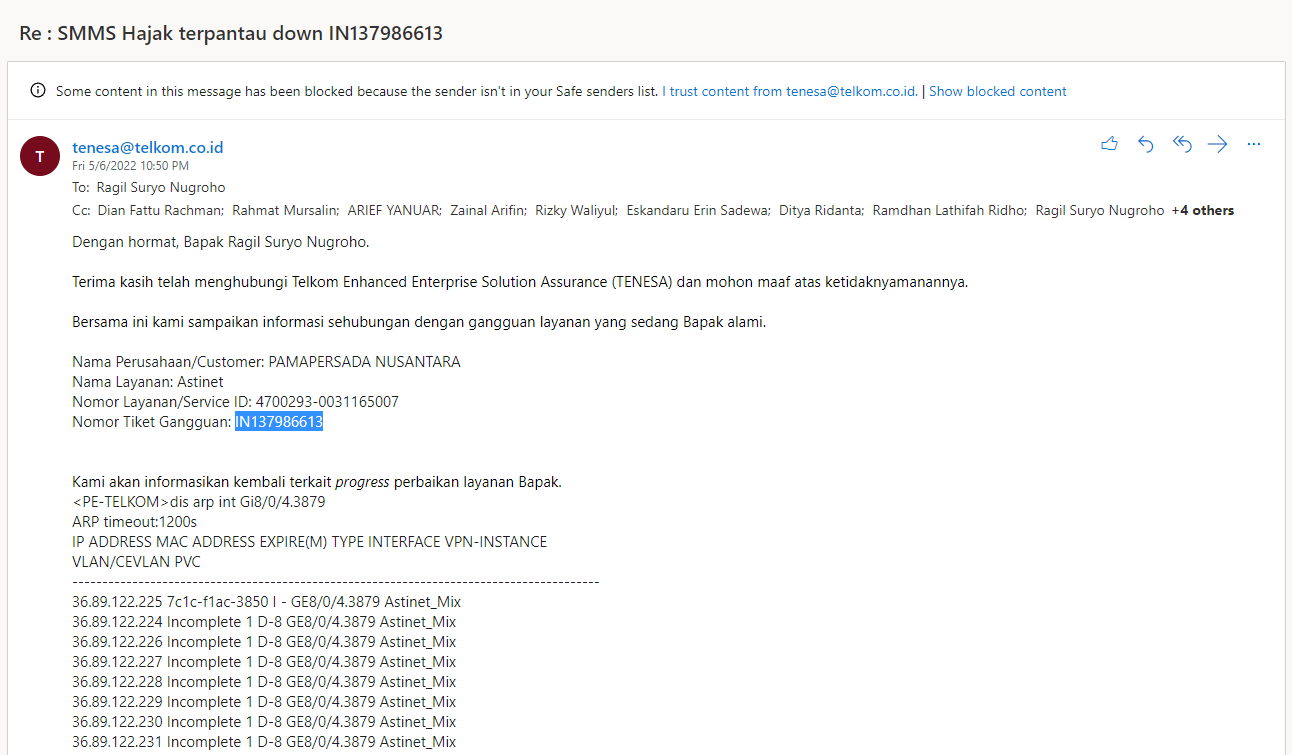 Re : SMMS Hajak terpantau down IN137986613
Some content in this message has been blocked because the sender isn't in your Safe senders list. I trust content from tenesa@telkom.co.id. | Show blocked content
T
tenesa@telkom.co.id
Fri 5/6/2022 10:50 PM
To: Ragil Suryo Nugroho
Cc: Dian Fattu Rachman; Rahmat Mursalin; ARIEF YANUAR; Zainal Arifin; Rizky Waliyul; Eskandaru Erin Sadewa; Ditya Ridanta; Ramdhan Lathifah Ridho; Ragil Suryo Nugroho +4 others
Dengan hormat, Bapak Ragil Suryo Nugroho.
Terima kasih telah menghubungi Telkom Enhanced Enterprise Solution Assurance (TENESA) dan mohon maaf atas ketidaknyamanannya.
Bersama ini kami sampaikan informasi sehubungan dengan gangguan layanan yang sedang Bapak alami.
Nama Perusahaan/Customer: PAMAPERSADA NUSANTARA
Nama Layanan: Astinet
Nomor Layanan/Service ID: 4700293-0031165007
Nomor Tiket Gangguan: IN137986613
Kami akan informasikan kembali terkait progress perbaikan layanan Bapak.
<PE-TELKOM>dis arp int Gi8/0/4.3879
ARP timeout:1200s
IP ADDRESS MAC ADDRESS EXPIRE(M) TYPE INTERFACE VPN-INSTANCE
VLAN/CEVLAN PVC
----------------------------------------------------------------------------------------
36.89.122.225 7c1c-f1ac-3850 I - GE8/0/4.3879 Astinet_Mix
36.89.122.224 Incomplete 1 D-8 GE8/0/4.3879 Astinet_Mix
36.89.122.226 Incomplete 1 D-8 GE8/0/4.3879 Astinet_Mix
36.89.122.227 Incomplete 1 D-8 GE8/0/4.3879 Astinet_Mix
36.89.122.228 Incomplete 1 D-8 GE8/0/4.3879 Astinet_Mix
36.89.122.229 Incomplete 1 D-8 GE8/0/4.3879 Astinet_Mix
36.89.122.230 Incomplete 1 D-8 GE8/0/4.3879 Astinet_Mix
36.89.122.231 Incomplete 1 D-8 GE8/0/4.3879 Astinet_Mix